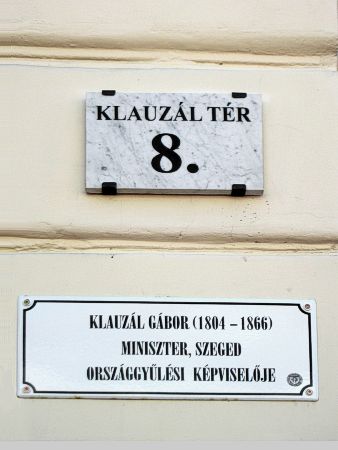 KLAUZÁL TÉR
8.
KLAUZÁL GÁBOR (1804 – 1866)
MINISZTER, SZEGED
ORSZÁGGYŰLÉSI KÉPVISELŐJE